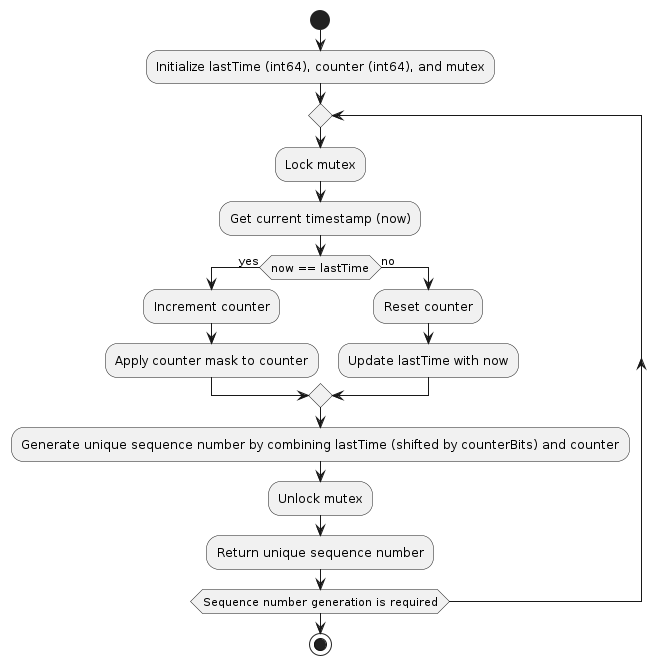 Initialize lastTime (int64), counter (int64), and mutex
Lock mutex
Get current timestamp (now)
yes
now == lastTime
no
Increment counter
Reset counter
Apply counter mask to counter
Update lastTime with now
Generate unique sequence number by combining lastTime (shifted by counterBits) and counter
Unlock mutex
Return unique sequence number
Sequence number generation is required